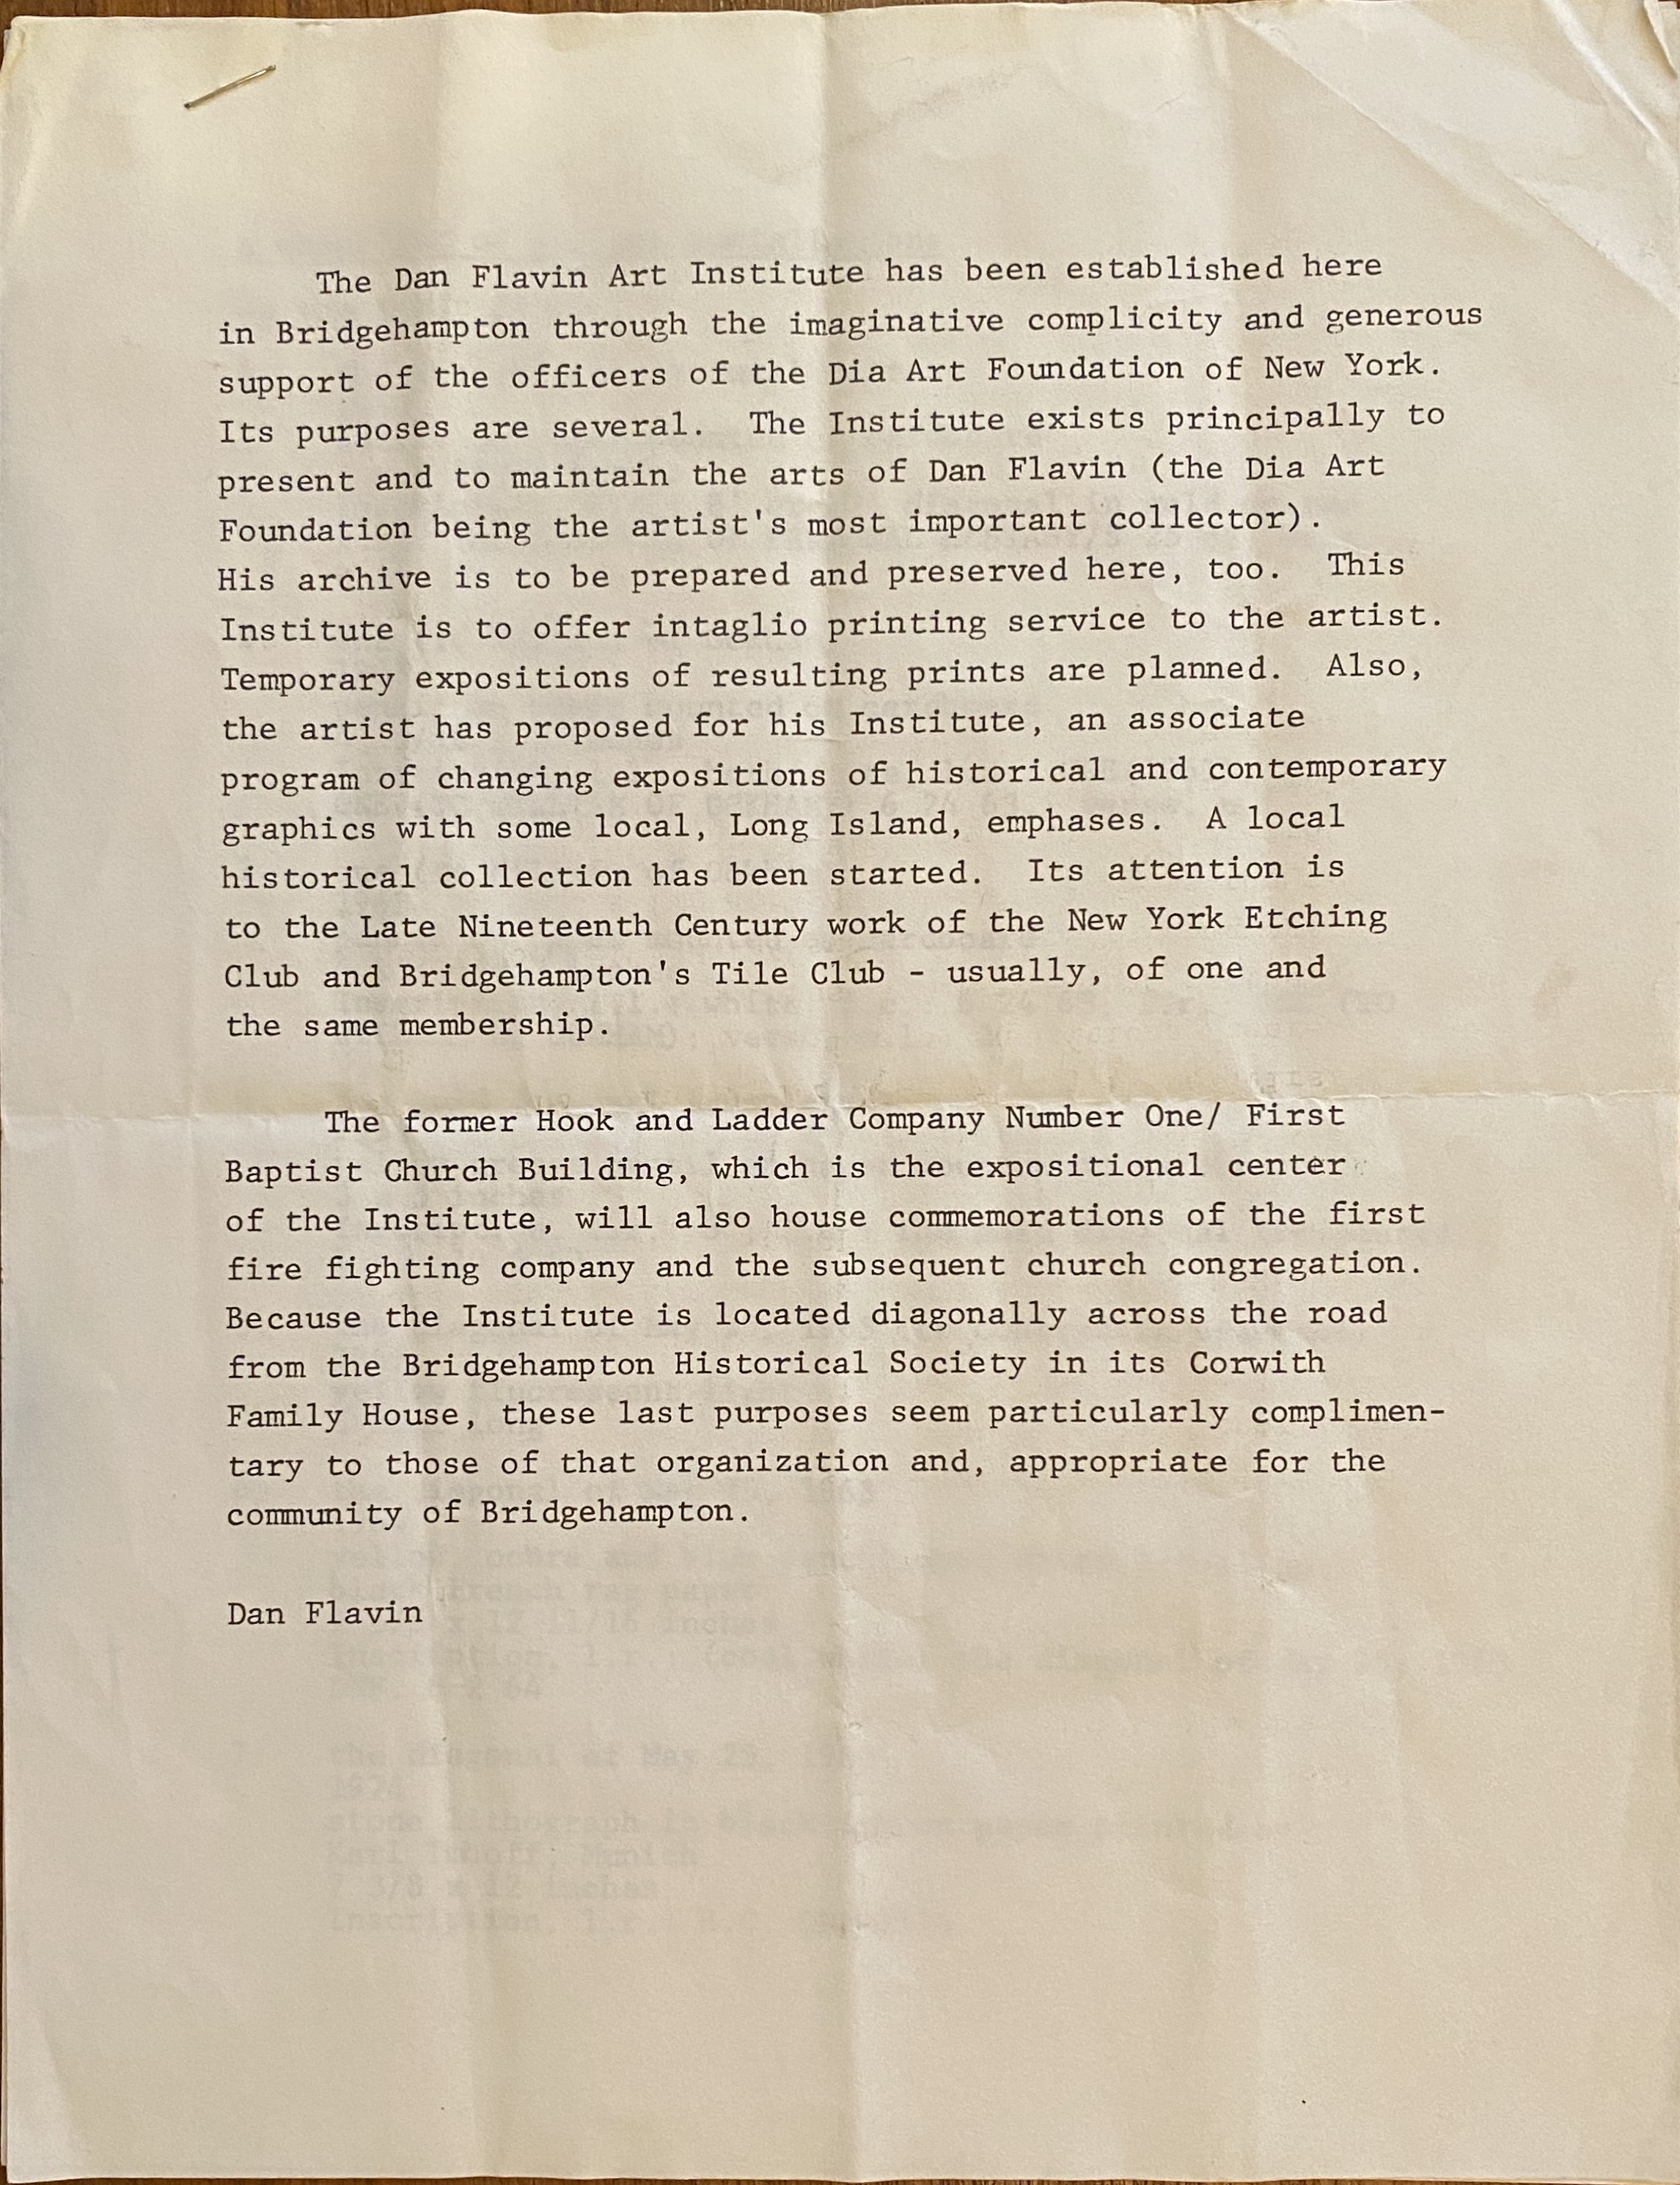 The Dan Flavin Art Institute has been established here
in Bridgehampton through the imaginative complicity and generous
support of the officers of the Dia Art Foundation of New York.
Its purposes are several. The Institute exists principally to
present and to maintain the arts of Dan Flavin (the Dia Art
Foundation being the artist's most important collector).
His archive is to be prepared and preserved here, too. This
Institute is to offer intaglio printing service to the artist.
Temporary expositions of resulting prints are planned. Also,
the artist has proposed for his Institute, an associate
program of changing expositions of historical and contemporary
graphics with some local, Long Island, emphases. A local
historical collection has been started. Its attention is
to the Late Nineteenth Century work of the New York Etching
Club and Bridgehampton's Tile Club - usually, of one and
the same membership.
The former Hook and Ladder Company Number One/ First
Baptist Church Building, which is the expositional center
of the Institute, will also house commemorations of the first
fire fighting company and the subsequent church congregation.
Because the Institute is located diagonally across the road
from the Bridgehampton Historical Society in its Corwith
Family House, these last purposes seem particularly complimen-
tary to those of that organization and, appropriate for the
community of Bridgehampton.
Dan Flavin
the diagonal of May 25,
7 3/8 x 12 inches